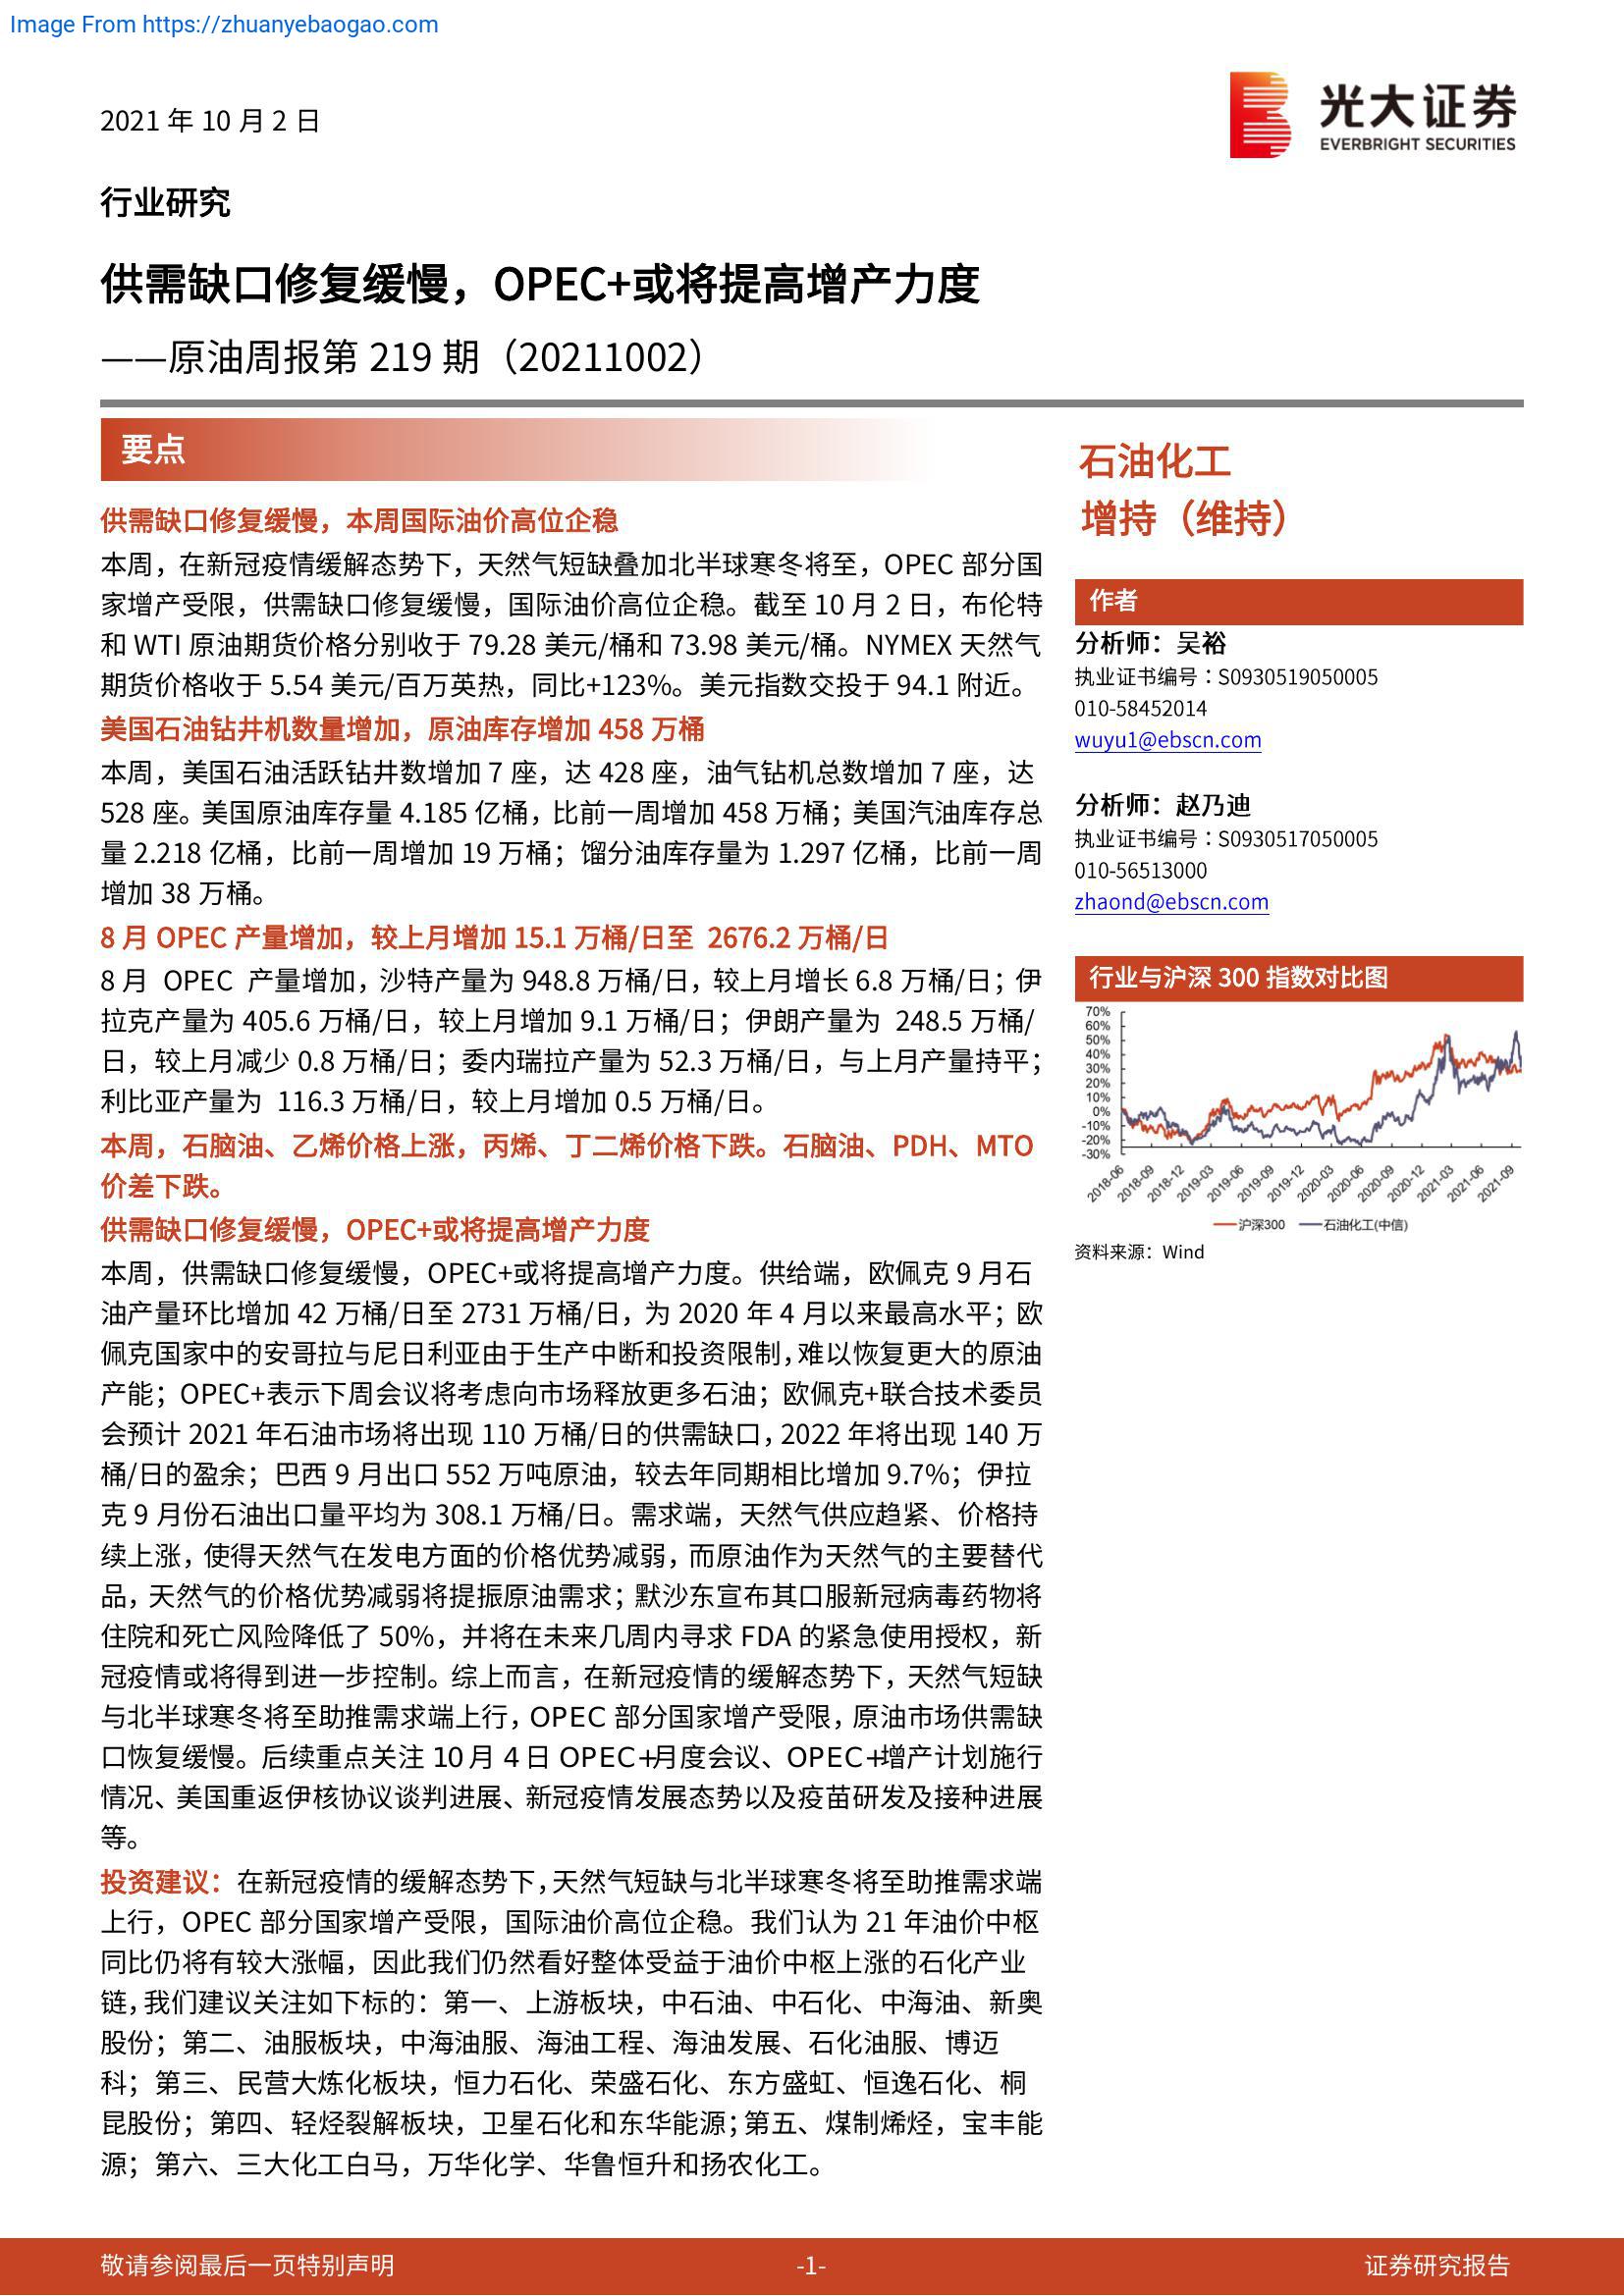 Image From https://zhuanyebaogao.com
2021 年 10 月 2 日
光大证券
EVERBRIGHT SECURITIES
行业研究
供需缺口修复缓慢，OPEC+或将提高增产力度
——原油周报第 219 期（20211002）
要点
供需缺口修复缓慢，本周国际油价高位企稳
本周，在新冠疫情缓解态势下，天然气短缺叠加北半球寒冬将至，OPEC 部分国
家增产受限，供需缺口修复缓慢，国际油价高位企稳。截至 10 月 2 日，布伦特
和 WTI 原油期货价格分别收于 79.28 美元/桶和 73.98 美元/桶。NYMEX 天然气
期货价格收于 5.54 美元/百万英热，同比+123%。美元指数交投于 94.1 附近。
美国石油钻井机数量增加，原油库存增加 458 万桶
本周，美国石油活跃钻井数增加 7 座，达 428 座，油气钻机总数增加 7 座，达
528 座。美国原油库存量 4.185 亿桶，比前一周增加 458 万桶；美国汽油库存总
量 2.218 亿桶，比前一周增加 19 万桶；馏分油库存量为 1.297 亿桶，比前一周
增加 38 万桶。
8 月 OPEC 产量增加，较上月增加 15.1 万桶/日至 2676.2 万桶/日
8 月 OPEC 产量增加，沙特产量为 948.8 万桶/日，较上月增长 6.8 万桶/日；伊
拉克产量为 405.6 万桶/日，较上月增加 9.1 万桶/日；伊朗产量为 248.5 万桶/
日，较上月减少 0.8 万桶/日；委内瑞拉产量为 52.3 万桶/日，与上月产量持平；
利比亚产量为 116.3 万桶/日，较上月增加 0.5 万桶/日。
本周，石脑油、乙烯价格上涨，丙烯、丁二烯价格下跌。石脑油、PDH、MTO
价差下跌。
供需缺口修复缓慢，OPEC+或将提高增产力度
本周，供需缺口修复缓慢，OPEC+或将提高增产力度。供给端，欧佩克 9 月石
油产量环比增加 42 万桶/日至 2731 万桶/日，为 2020 年 4 月以来最高水平；欧
佩克国家中的安哥拉与尼日利亚由于生产中断和投资限制，难以恢复更大的原油
产能；OPEC+表示下周会议将考虑向市场释放更多石油；欧佩克+联合技术委员
会预计 2021 年石油市场将出现 110 万桶/日的供需缺口，2022 年将出现 140 万
桶/日的盈余；巴西 9 月出口 552 万吨原油，较去年同期相比增加 9.7%；伊拉
克 9 月份石油出口量平均为 308.1 万桶/日。需求端，天然气供应趋紧、价格持
续上涨，使得天然气在发电方面的价格优势减弱，而原油作为天然气的主要替代
品，天然气的价格优势减弱将提振原油需求；默沙东宣布其口服新冠病毒药物将
住院和死亡风险降低了 50%，并将在未来几周内寻求 FDA 的紧急使用授权，新
冠疫情或将得到进一步控制。综上而言，在新冠疫情的缓解态势下，天然气短缺
与北半球寒冬将至助推需求端上行，OPEC 部分国家增产受限，原油市场供需缺
口恢复缓慢。后续重点关注 10 月 4 日 OPEC+月度会议、OPEC+增产计划施行
情况、美国重返伊核协议谈判进展、新冠疫情发展态势以及疫苗研发及接种进展
等。
投资建议：在新冠疫情的缓解态势下，天然气短缺与北半球寒冬将至助推需求端
上行，OPEC 部分国家增产受限，国际油价高位企稳。我们认为 21 年油价中枢
同比仍将有较大涨幅，因此我们仍然看好整体受益于油价中枢上涨的石化产业
链，我们建议关注如下标的：第一、上游板块，中石油、中石化、中海油、新奥
股份；第二、油服板块，中海油服、海油工程、海油发展、石化油服、博迈
科；第三、民营大炼化板块，恒力石化、荣盛石化、东方盛虹、恒逸石化、桐
昆股份；第四、轻烃裂解板块，卫星石化和东华能源；第五、煤制烯烃，宝丰能
源；第六、三大化工白马，万华化学、华鲁恒升和扬农化工。
石油化工
增持（维持）
作者
分析师：吴裕
执业证书编号：S0930519050005
010-58452014
wuyu1@ebscn.com
分析师：赵乃迪
执业证书编号：S0930517050005
010-56513000
zhaond@ebscn.com
行业与沪深 300 指数对比图
70%
60%
50%
40%
30%
20%
10%
0%
-10%
-20%
-30%
2018-06 2018-09 2018-12 2019-03 2019-06 2019-09 2019-12 2020-03 2020-06 2020-09 2020-12 2021-03 2021-06 2021-09
沪深300 石油化工(中信)
资料来源：Wind
敬请参阅最后一页特别声明 -1- 证券研究报告